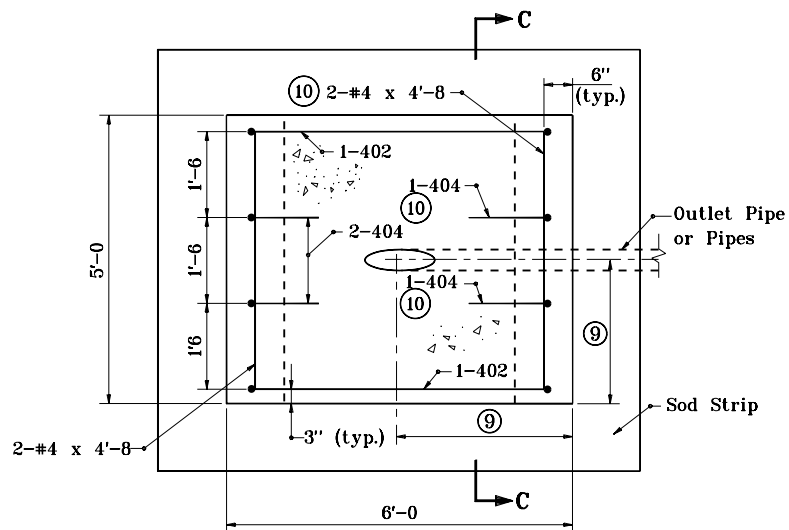 C
6"
(typ.)
10 2-#4 x 4'-8
1-402
1'-6
1-404
10
Outlet Pipe
or Pipes
2-404
5'-0
1'-6
1-404
10
9
1'6
1-402
Sod Strip
9
3" (typ.)
2-#4 x 4'-8
C
6'-0